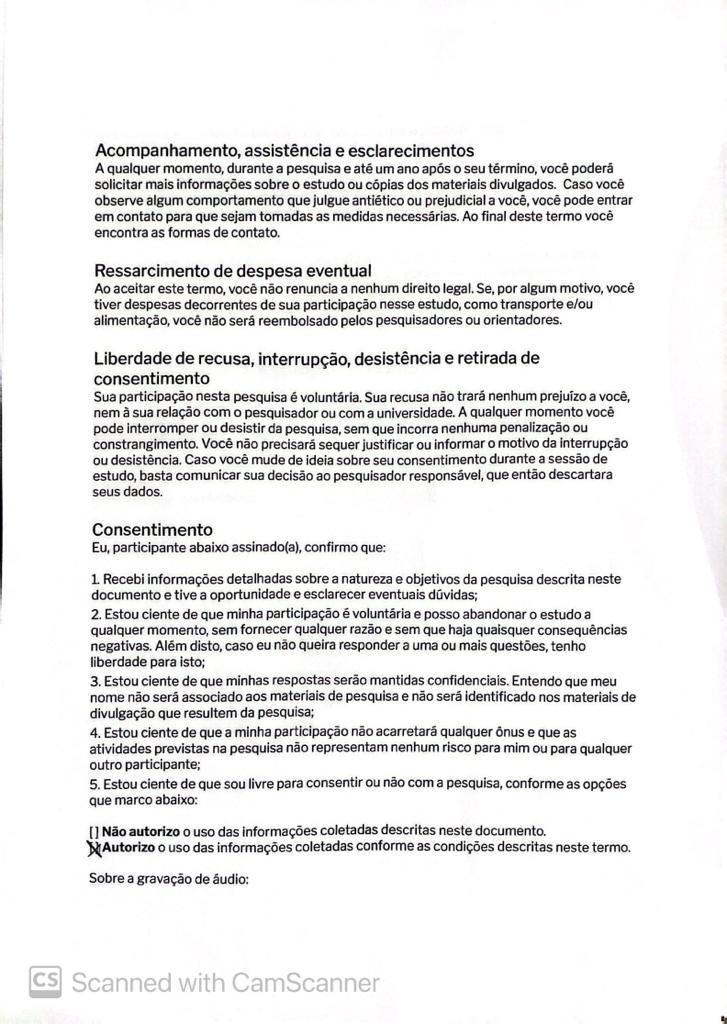 Acompanhamento, assistência e esclarecimentos
A qualquer momento, durante a pesquisa e até um ano após o seu término, você poderá
solicitar mais informações sobre o estudo ou cópias dos materiais divulgados. Caso você
observe algum comportamento que julgue antiético ou prejudicial a você, você pode entrar
em contato para que sejam tomadas as medidas necessárias. Ao final deste termo você
encontra as formas de contato.
Ressarcimento de despesa eventual
Ao aceitar este termo, você não renuncia a nenhum direito legal. Se, por algum motivo, você
tiver despesas decorrentes de sua participação nesse estudo, como transporte e/ou
alimentação, você não será reembolsado pelos pesquisadores ou orientadores.
Liberdade de recusa, interrupção, desistência e retirada de
consentimento
Sua participação nesta pesquisa é voluntária. Sua recusa não trará nenhum prejuízo a você,
nem à sua relação com o pesquisador ou com a universidade. A qualquer momento você
pode interromper ou desistir da pesquisa, sem que incorra nenhuma penalização ou
constrangimento. Você não precisará sequer justificar ou informar o motivo da interrupção
ou desistência. Caso você mude de ideia sobre seu consentimento durante a sessão de
estudo, basta comunicar sua decisão ao pesquisador responsável, que então descartara
seus dados.
Consentimento
Eu, participante abaixo assinado(a), confirmo que:
1. Recebi informações detalhadas sobre a natureza e objetivos da pesquisa descrita neste
documento e tive a oportunidade e esclarecer eventuais dúvidas;
2. Estou ciente de que minha participação é voluntária e posso abandonar o estudo a
qualquer momento, sem fornecer qualquer razão e sem que haja quaisquer consequências
negativas. Além disto, caso eu não queira responder a uma ou mais questões, tenho
liberdade para isto;
3. Estou ciente de que minhas respostas serão mantidas confidenciais. Entendo que meu
nome não será associado aos materiais de pesquisa e não será identificado nos materiais de
divulgação que resultem da pesquisa;
4. Estou ciente de que a minha participação não acarretará qualquer ônus e que as
atividades previstas na pesquisa não representam nenhum risco para mim ou para qualquer
outro participante;
5. Estou ciente de que sou livre para consentir ou não com a pesquisa, conforme as opções
que marco abaixo:
[] Não autorizo o uso das informações coletadas descritas neste documento.
[X] Autorizo o uso das informações coletadas conforme as condições descritas neste termo.
Sobre a gravação de áudio:
CS Scanned with CamScanner